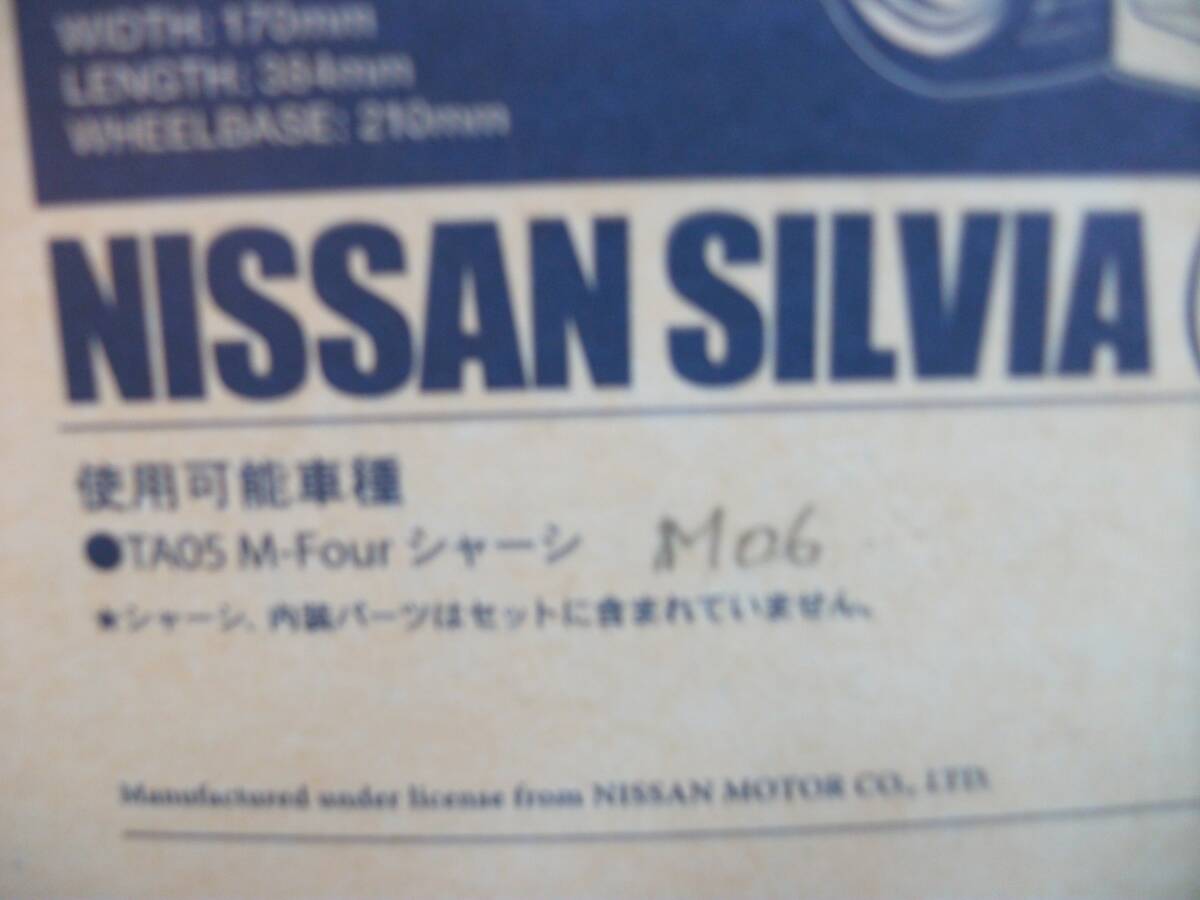 WIDTH: 170mm
LENGTH: 384mm
WHEELBASE: 210mm
NISSAN SILVIA
使用可能車種
●TA05 M-Four シャーシ M06
★シャーシ、内装パーツはセットに含まれていません。
Manufactured under license from NISSAN MOTOR CO., LTD.